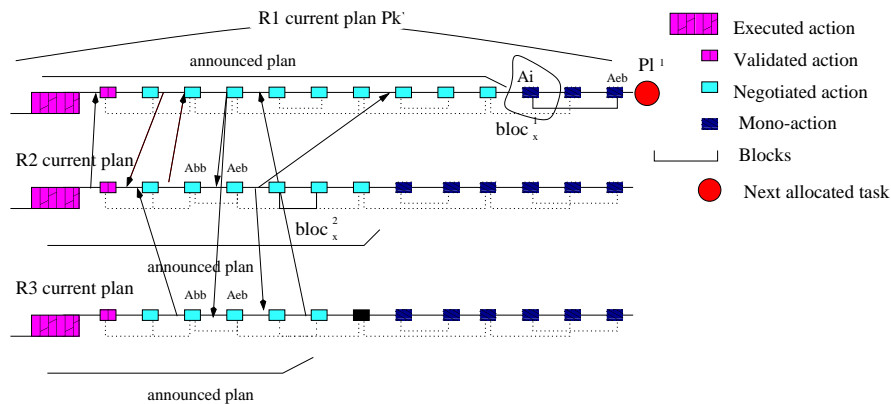 R1 current plan Pk'
announced plan
Executed action
Validated action
Negotiated action
Mono-action
Blocks
Next allocated task
Ai
Aeb
Pl 1
bloc x 1
R2 current plan
Abb
Aeb
bloc x 2
announced plan
R3 current plan
Abb
Aeb
announced plan